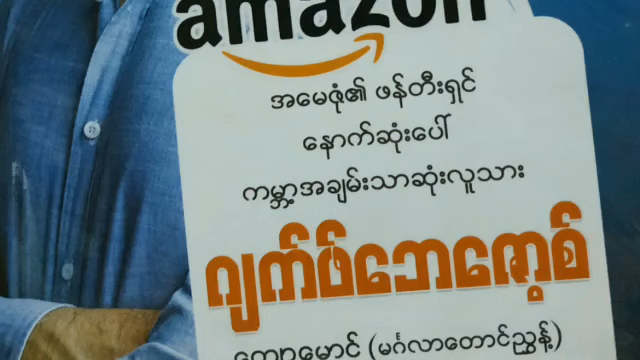 amazon
အမေဇုံ၏ ဖန်တီးရှင်
နောက်ဆုံးပေါ်
ကမ္ဘာ့အချမ်းသာဆုံးလူသား
ဂျက်ဖ်ဘေဇော့စ်
ကျော်မောင် (မင်္ဂလာတောင်ညွန့်)